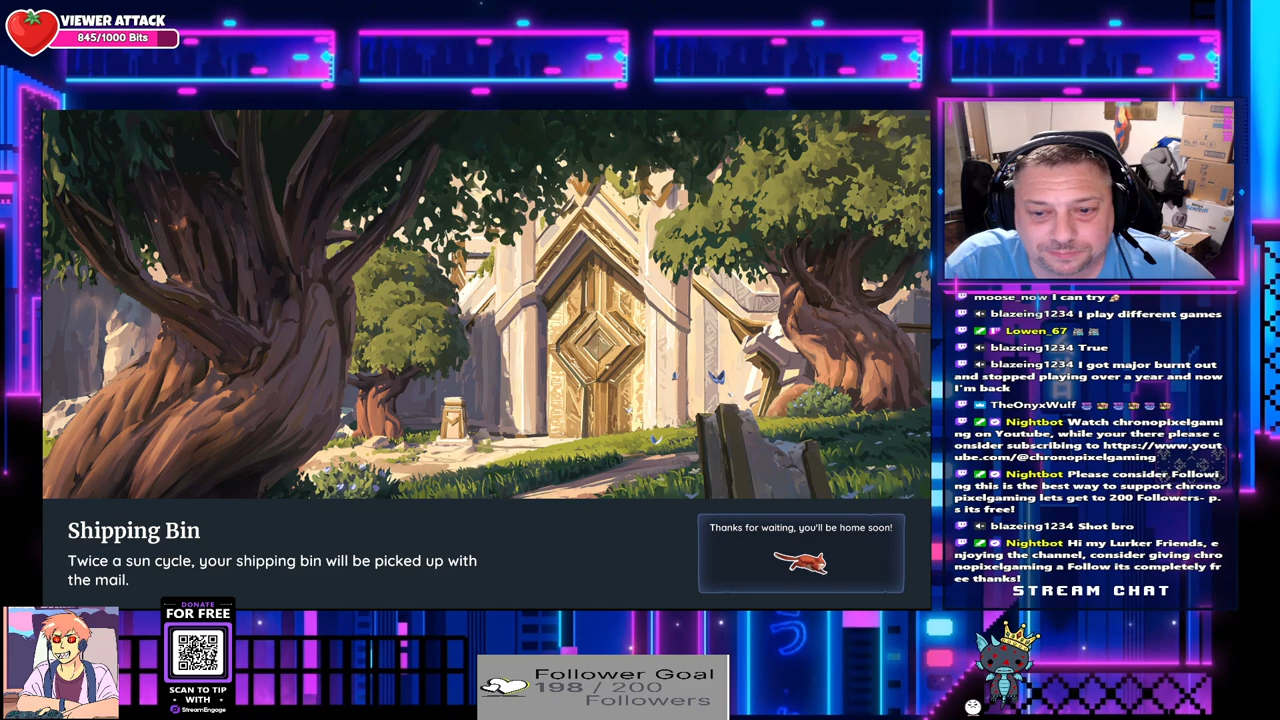 VIEWER ATTACK
845/1000 Bits
Shipping Bin
Twice a sun cycle, your shipping bin will be picked up with
the mail.
Thanks for waiting, you'll be home soon!
moose_now I can try
blazeing1234 I play different games
Lowen_67
blazeing1234 True
blazeing1234 I got major burnt out
and stopped playing over a year and now
I'm back
TheOnyxWulf
Nightbot Watch chronopixelgami
ng on Youtube, while your there please c
onsider subscribing to https://www.yout
ube.com/@chronopixelgaming
Nightbot Please consider Followi
ng this is the best way to support chrono
pixelgaming lets get to 200 Followers- p.
s its free!
blazeing1234 Shot bro
Nightbot Hi my Lurker Friends, e
njoying the channel, consider giving chro
nopixelgaming a Follow its completely fr
ee thanks!
STREAM CHAT
DONATE
FOR FREE
SCAN TO TIP
WITH
StreamEngage
Follower Goal
198 / 200
Followers